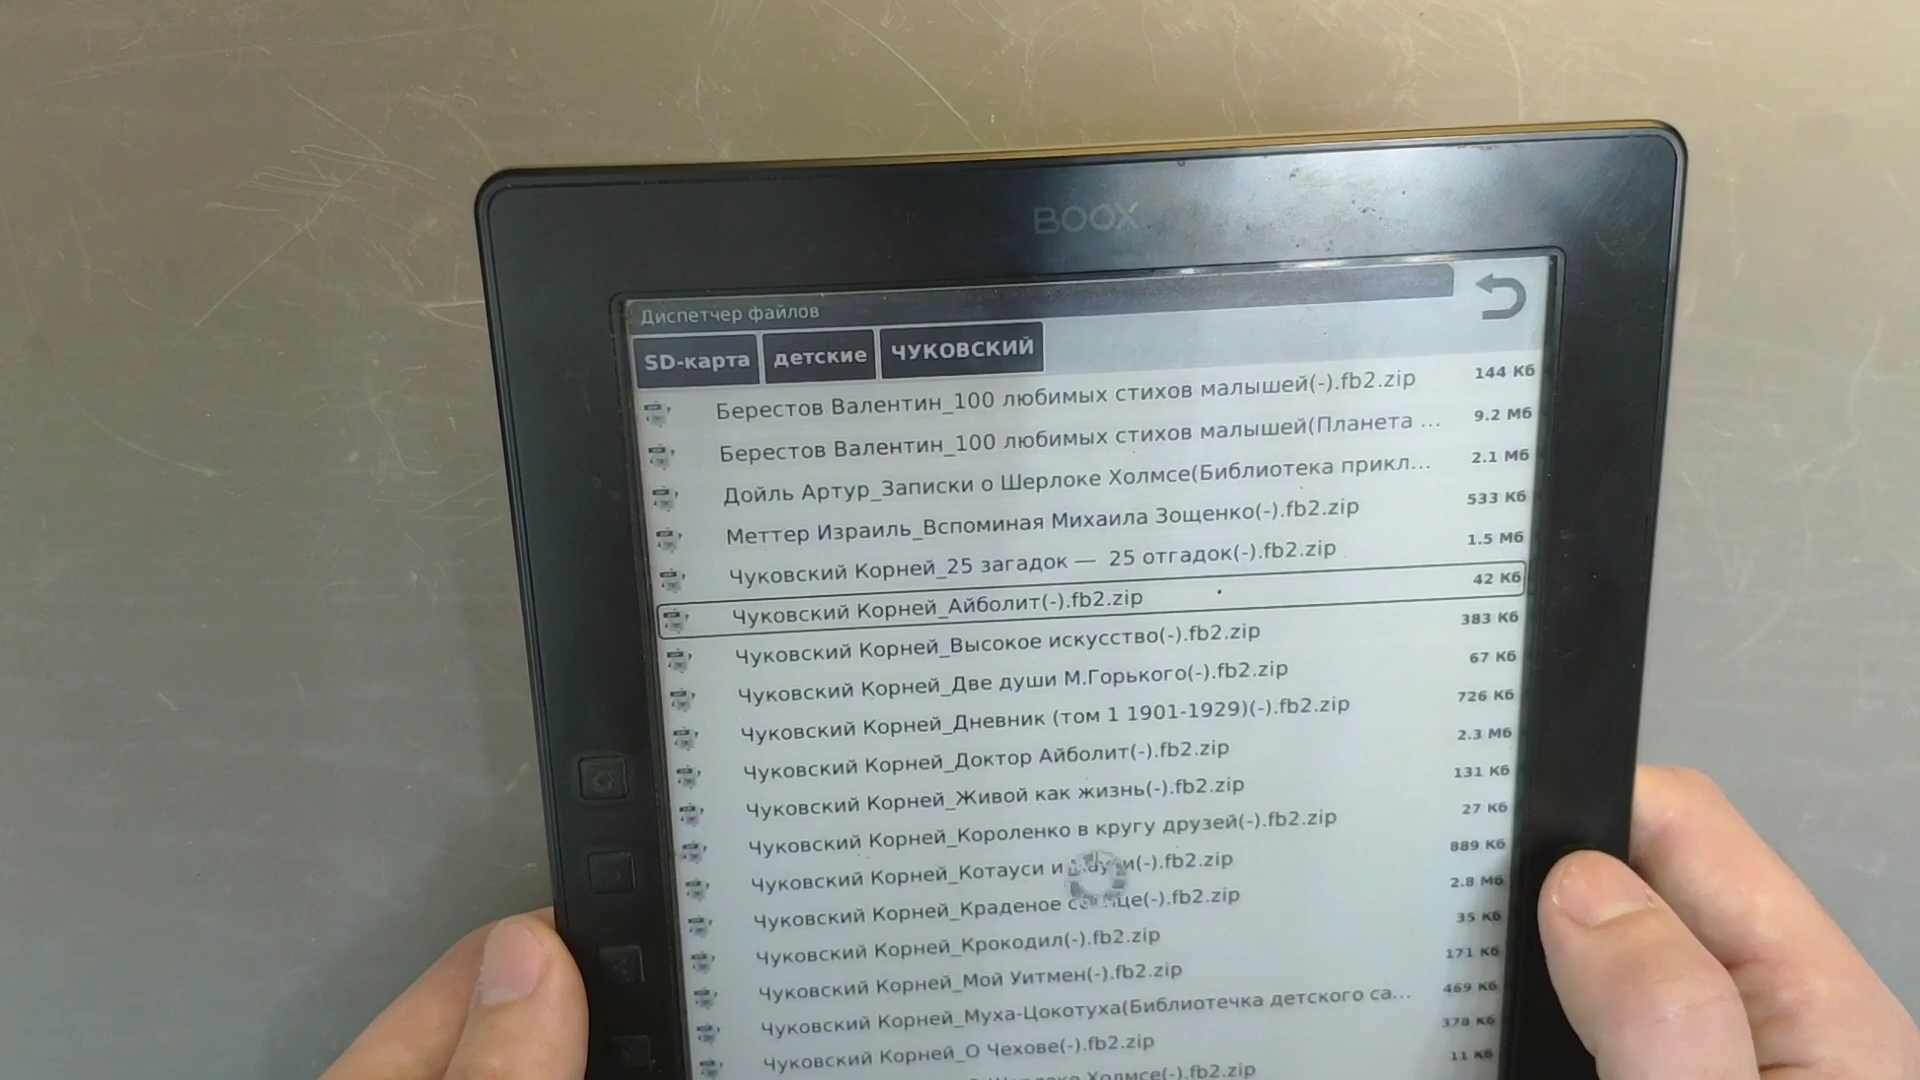 BOOX
Диспетчер файлов
SD-карта детские ЧУКОВСКИЙ
Берестов Валентин_100 любимых стихов малышей(-).fb2.zip 144 Кб
Берестов Валентин_100 любимых стихов малышей(Планета ... 9.2 Мб
Дойль Артур_Записки о Шерлоке Холмсе(Библиотека прикл... 2.1 Мб
Меттер Израиль_Вспоминая Михаила Зощенко(-).fb2.zip 533 Кб
Чуковский Корней_25 загадок — 25 отгадок(-).fb2.zip 1.5 Мб
Чуковский Корней_Айболит(-).fb2.zip 42 Кб
Чуковский Корней_Высокое искусство(-).fb2.zip 383 Кб
Чуковский Корней_Две души М.Горького(-).fb2.zip 67 Кб
Чуковский Корней_Дневник (том 1 1901-1929)(-).fb2.zip 726 Кб
Чуковский Корней_Доктор Айболит(-).fb2.zip 2.3 Мб
Чуковский Корней_Живой как жизнь(-).fb2.zip 131 Кб
Чуковский Корней_Короленко в кругу друзей(-).fb2.zip 27 Кб
Чуковский Корней_Котауси и Мауси(-).fb2.zip 889 Кб
Чуковский Корней_Краденое солнце(-).fb2.zip 2.8 Мб
Чуковский Корней_Крокодил(-).fb2.zip 35 Кб
Чуковский Корней_Мой Уитмен(-).fb2.zip 171 Кб
Чуковский Корней_Муха-Цокотуха(Библиотечка детского са... 469 Кб
Чуковский Корней_О Чехове(-).fb2.zip 378 Кб
Шерлоке Холмсе(-).fb2.zip 11 Кб